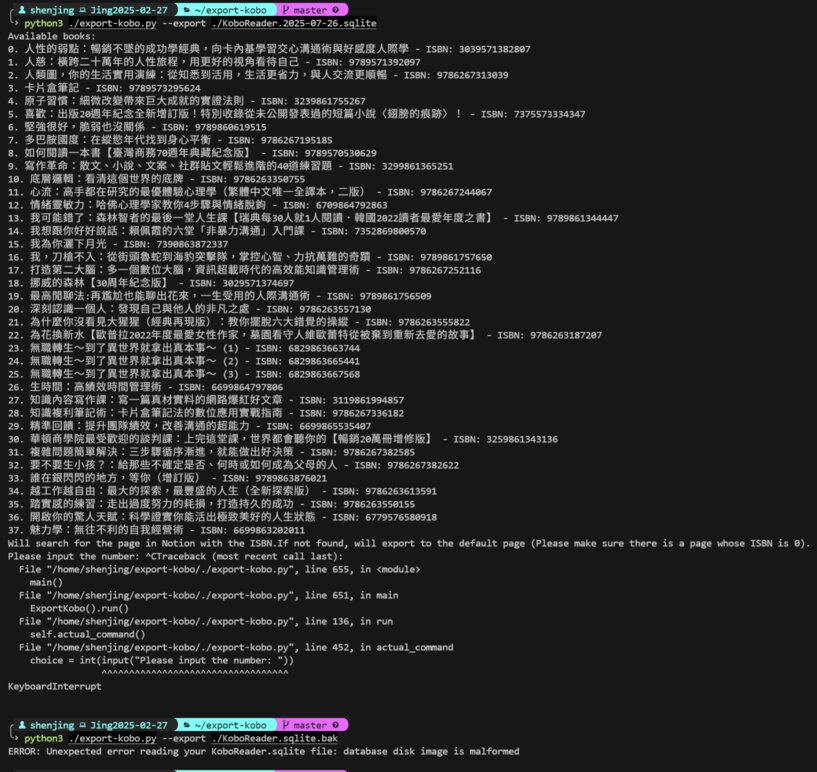 shenjing Jing2025-02-27 ~/export-kobo master
python3 ./export-kobo.py --export ./KoboReader.2025-07-26.sqlite
Available books:
0. 人性的弱點：暢銷不墜的成功學經典，向卡內基學習交心溝通術與好感度人際學 - ISBN: 3039571382807
1. 人慈：橫跨二十萬年的人性旅程，用更好的視角看待自己 - ISBN: 9789571392097
2. 人類圖，你的生活實用演練：從知悉到活用，生活更省力，與人交流更順暢 - ISBN: 9786267313039
3. 卡片盒筆記 - ISBN: 9789573295624
4. 原子習慣：細微改變帶來巨大成就的實證法則 - ISBN: 3239861755267
5. 喜歡：出版20週年紀念全新增訂版！特別收錄從未公開發表過的短篇小說〈翅膀的痕跡〉！ - ISBN: 7375573334347
6. 堅強很好，脆弱也沒關係 - ISBN: 9789860619515
7. 多巴胺國度：在縱慾年代找到身心平衡 - ISBN: 9786267195185
8. 如何閱讀一本書【臺灣商務70週年典藏紀念版】 - ISBN: 9789570530629
9. 寫作革命：散文、小說、文案、社群貼文輕鬆進階的40道練習題 - ISBN: 3299861365251
10. 底層邏輯：看清這個世界的底牌 - ISBN: 9786263350755
11. 心流：高手都在研究的最優體驗心理學（繁體中文唯一全譯本，二版） - ISBN: 9786267244067
12. 情緒靈敏力：哈佛心理學家教你4步驟與情緒脫鉤 - ISBN: 6709864792863
13. 我可能錯了：森林智者的最後一堂人生課【瑞典每30人就1人閱讀．韓國2022讀者最愛年度之書】 - ISBN: 9789861344447
14. 我想跟你好好說話：賴佩霞的六堂「非暴力溝通」入門課 - ISBN: 7352869800570
15. 我為你灑下月光 - ISBN: 7390863872337
16. 我，刀槍不入：從街頭魯蛇到海豹突擊隊，掌控心智、力抗萬難的奇蹟 - ISBN: 9789861757650
17. 打造第二大腦：多一個數位大腦，資訊超載時代的高效能知識管理術 - ISBN: 9786267252116
18. 挪威的森林【30周年紀念版】 - ISBN: 3029571374697
19. 最高閒聊法:再尷尬也能聊出花來，一生受用的人際溝通術 - ISBN: 9789861756509
20. 深刻認識一個人：發現自己與他人的非凡之處 - ISBN: 9786263557130
21. 為什麼你沒看見大猩猩（經典再現版）：教你擺脫六大錯覺的操縱 - ISBN: 9786263555822
22. 為花換新水【歐普拉2022年度最愛女性作家，墓園看守人維歐蕾特從被棄到重新去愛的故事】 - ISBN: 9786263187207
23. 無職轉生～到了異世界就拿出真本事～ (1) - ISBN: 6829863663744
24. 無職轉生～到了異世界就拿出真本事～ (2) - ISBN: 6829863665441
25. 無職轉生～到了異世界就拿出真本事～ (3) - ISBN: 6829863667568
26. 生時間：高績效時間管理術 - ISBN: 6699864797806
27. 知識內容寫作課：寫一篇真材實料的網路爆紅好文章 - ISBN: 3119861994857
28. 知識複利筆記術：卡片盒筆記法的數位應用實戰指南 - ISBN: 9786267336182
29. 精準回饋：提升團隊績效，改善溝通的超能力 - ISBN: 6699865535407
30. 華頓商學院最受歡迎的談判課：上完這堂課，世界都會聽你的【暢銷20萬冊增修版】 - ISBN: 3259861343136
31. 複雜問題簡單解決：三步驟循序漸進，就能做出好決策 - ISBN: 9786267382585
32. 要不要生小孩？：給那些不確定是否、何時或如何成為父母的人 - ISBN: 9786267382622
33. 誰在銀閃閃的地方，等你（增訂版） - ISBN: 9789863876021
34. 越工作越自由：最大的探索，最豐盛的人生（全新探索版） - ISBN: 9786263613591
35. 踏實感的練習：走出過度努力的耗損，打造持久的成功 - ISBN: 9786263550155
36. 開啟你的驚人天賦：科學證實你能活出極致美好的人生狀態 - ISBN: 6779576580918
37. 魅力學：無往不利的自我經營術 - ISBN: 6699863202011
Will search for the page in Notion with the ISBN.If not found, will export to the default page (Please make sure there is a page whose ISBN is 0).
Please input the number: ^CTraceback (most recent call last):
  File "/home/shenjing/export-kobo/./export-kobo.py", line 655, in <module>
    main()
  File "/home/shenjing/export-kobo/./export-kobo.py", line 651, in main
    ExportKobo().run()
  File "/home/shenjing/export-kobo/./export-kobo.py", line 136, in run
    self.actual_command()
  File "/home/shenjing/export-kobo/./export-kobo.py", line 452, in actual_command
    choice = int(input("Please input the number: "))
                 ^^^^^^^^^^^^^^^^^^^^^^^^^^^^^^^^^
KeyboardInterrupt
shenjing Jing2025-02-27 ~/export-kobo master
python3 ./export-kobo.py --export ./KoboReader.sqlite.bak
ERROR: Unexpected error reading your KoboReader.sqlite file: database disk image is malformed